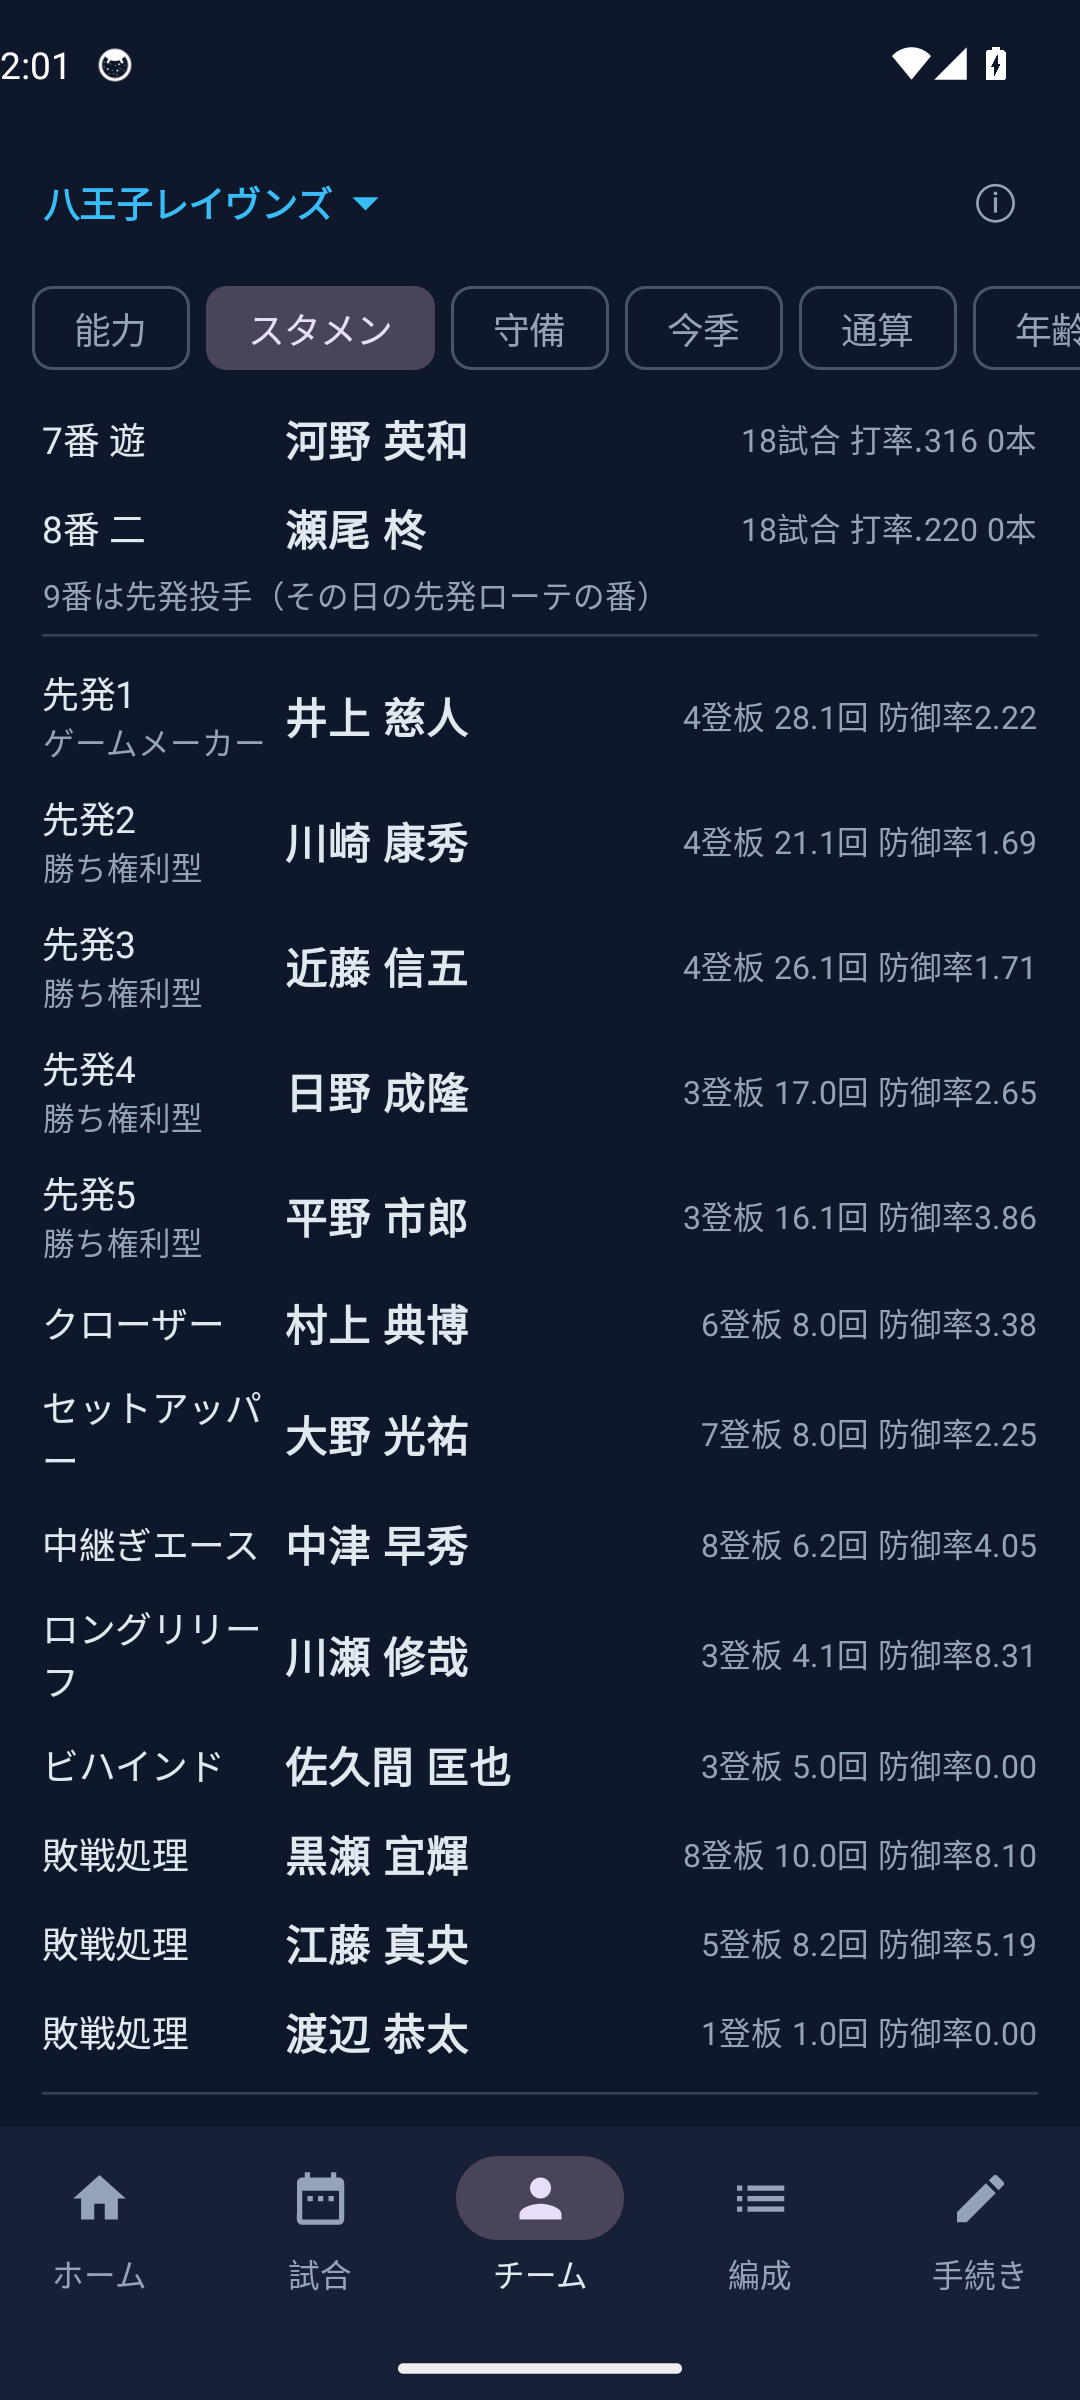 2:01
八王子レイヴンズ
能力 スタメン 守備 今季 通算 年齢
7番 遊 河野 英和 18試合 打率.316 0本
8番 二 瀬尾 柊 18試合 打率.220 0本
9番は先発投手（その日の先発ローテの番）
先発1 井上 慈人 4登板 28.1回 防御率2.22
ゲームメーカー
先発2 川崎 康秀 4登板 21.1回 防御率1.69
勝ち権利型
先発3 近藤 信五 4登板 26.1回 防御率1.71
勝ち権利型
先発4 日野 成隆 3登板 17.0回 防御率2.65
勝ち権利型
先発5 平野 市郎 3登板 16.1回 防御率3.86
勝ち権利型
クローザー 村上 典博 6登板 8.0回 防御率3.38
セットアッパ
ー 大野 光祐 7登板 8.0回 防御率2.25
中継ぎエース 中津 早秀 8登板 6.2回 防御率4.05
ロングリリー
フ 川瀬 修哉 3登板 4.1回 防御率8.31
ビハインド 佐久間 匡也 3登板 5.0回 防御率0.00
敗戦処理 黒瀬 宜輝 8登板 10.0回 防御率8.10
敗戦処理 江藤 真央 5登板 8.2回 防御率5.19
敗戦処理 渡辺 恭太 1登板 1.0回 防御率0.00
ホーム 試合 チーム 編成 手続き